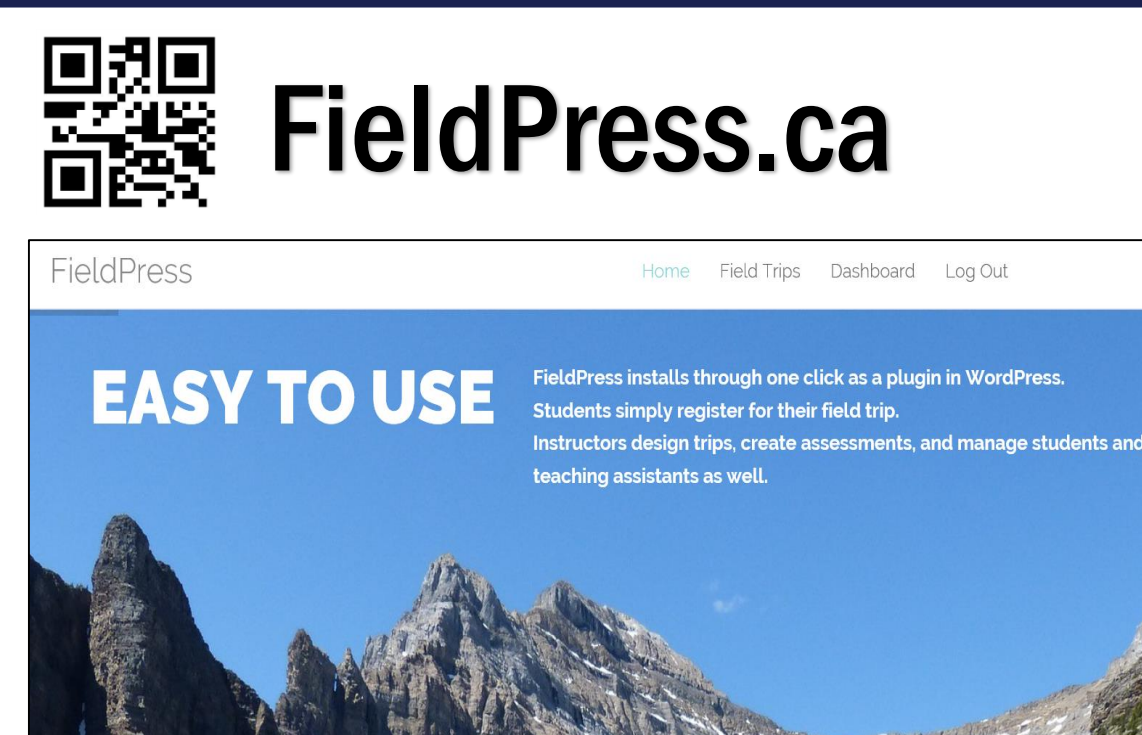 FieldPress.ca
FieldPress
Home Field Trips Dashboard Log Out
EASY TO USE
FieldPress installs through one click as a plugin in WordPress.
Students simply register for their field trip.
Instructors design trips, create assessments, and manage students and
teaching assistants as well.